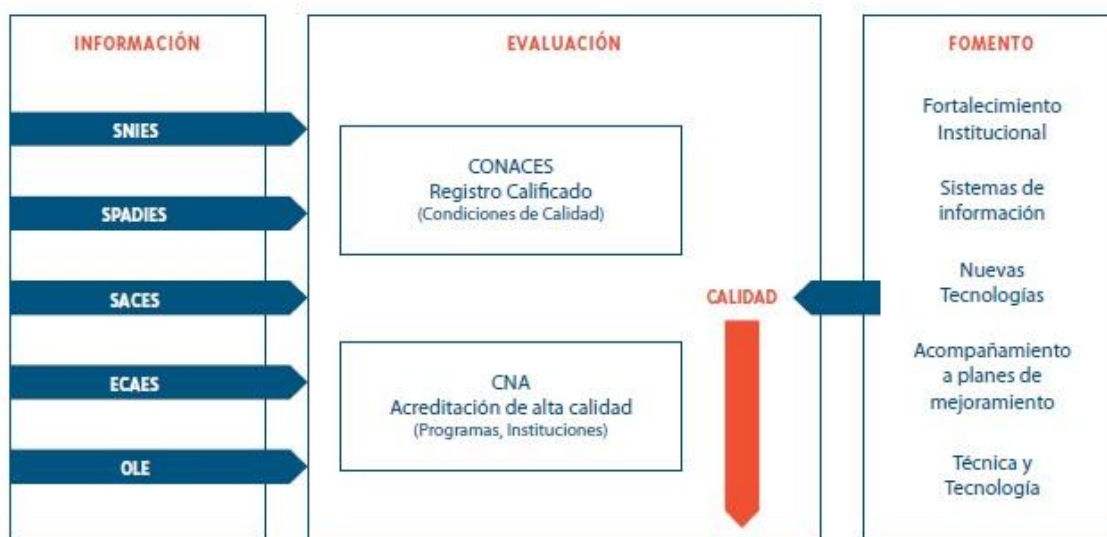 INFORMACIÓN
SNIES
SPADIES
SACES
ECAES
OLE
EVALUACIÓN
CONACES
Registro Calificado
(Condiciones de Calidad)
CNA
Acreditación de alta calidad
(Programas, Instituciones)
CALIDAD
FOMENTO
Fortalecimiento
Institucional
Sistemas de
información
Nuevas
Tecnologías
Acompañamiento
a planes de
mejoramiento
Técnica y
Tecnología